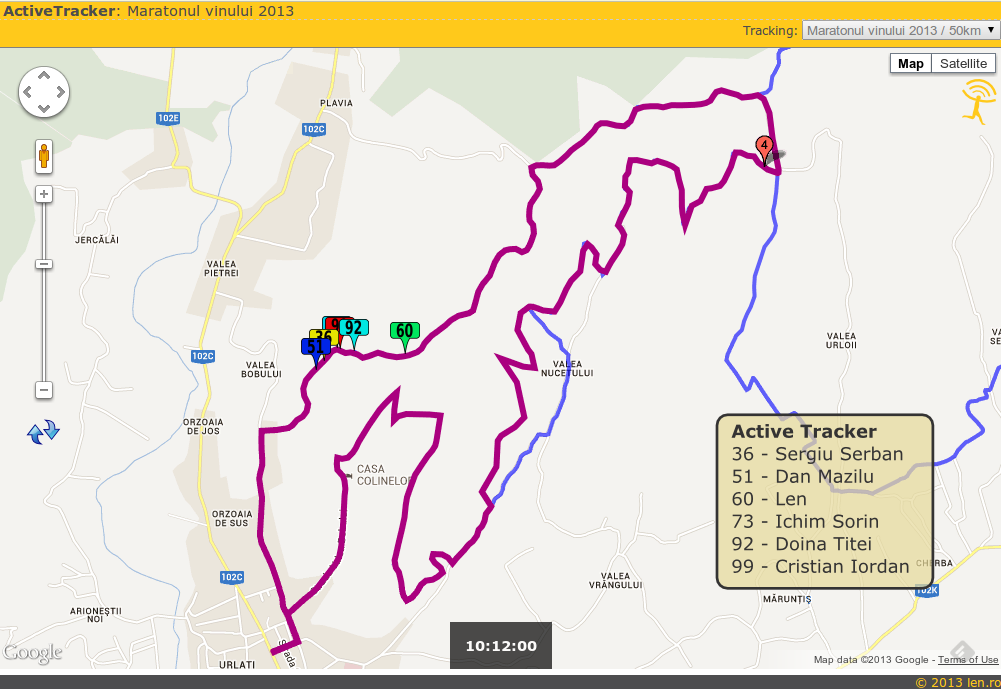 ActiveTracker: Maratonul vinului 2013
Tracking: Maratonul vinului 2013 / 50km
Map Satellite
PLAVIA
102E
102C
4
JERCĂLĂI
VALEA
PIETREI
92
60
36
51
102C
VALEA
BOBULUI
VALEA
NUCETULUI
VALEA
URLOII
ORZOAIA
DE JOS
CASA
COLINELOR
ORZOAIA
DE SUS
Active Tracker
36 - Sergiu Serban
51 - Dan Mazilu
60 - Len
73 - Ichim Sorin
92 - Doina Titei
99 - Cristian Iordan
102C
VALEA
VRÂNGULUI
CHERBA
102K
MĂRUNȚIȘ
ARIONEȘTII
NOI
10:12:00
URLATI
Google
Map data ©2013 Google - Terms of Use
© 2013 len.ro